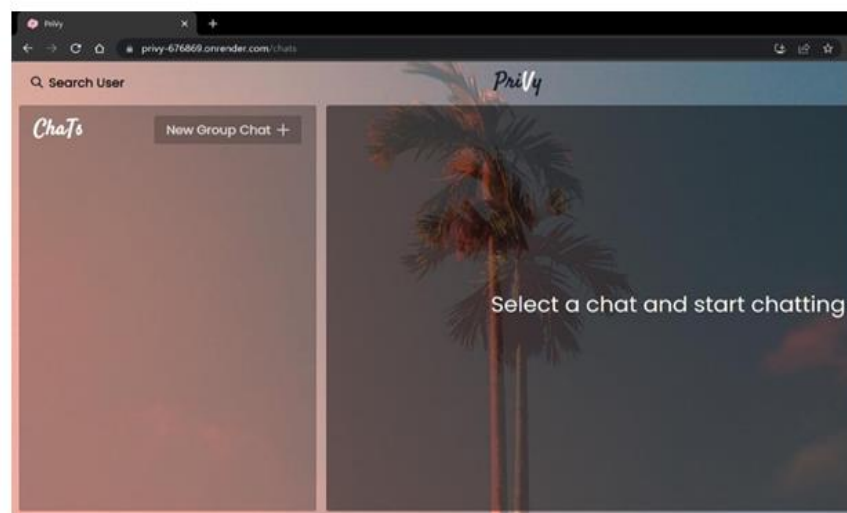 Privy
privy-676869.onrender.com/chats
Search User
PriVy
ChaTs
New Group Chat +
Select a chat and start chatting